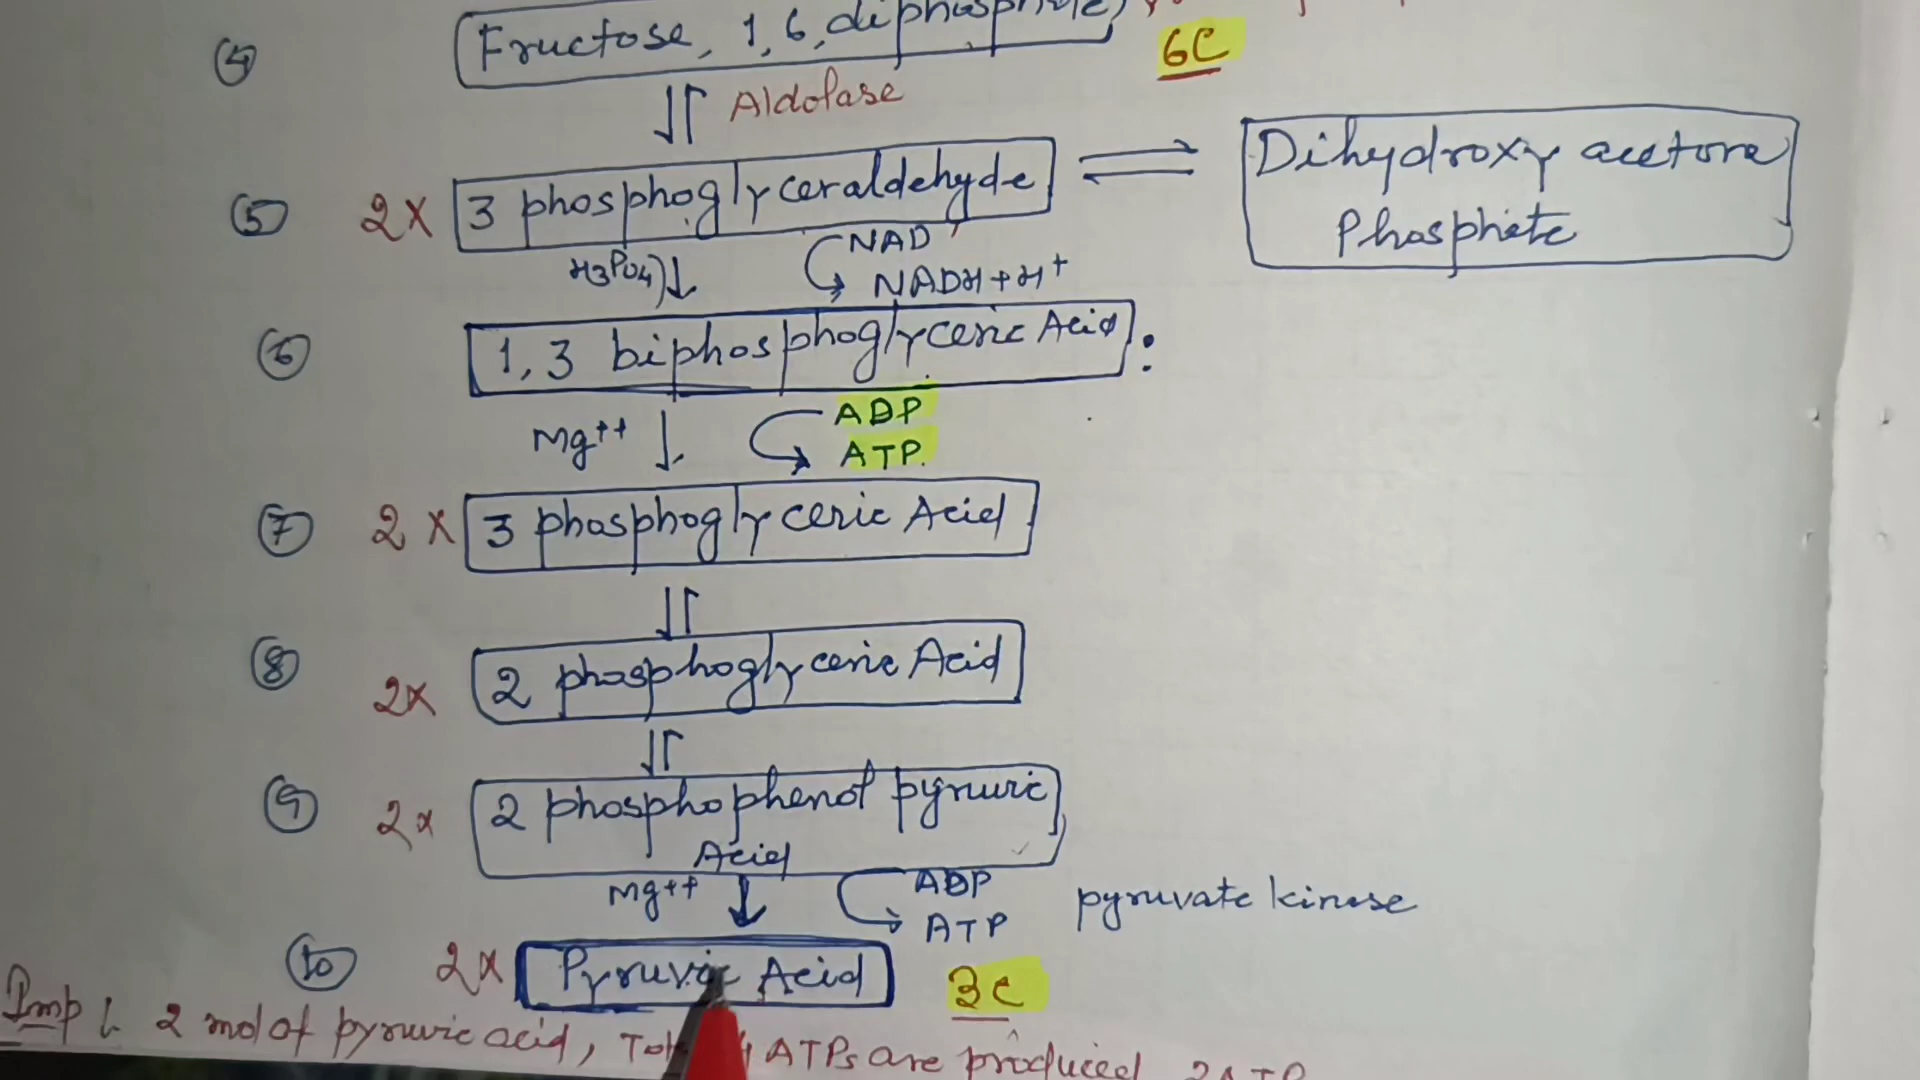 4
Fructose, 1, 6, diphosphate,
6C
Aldolase
5 2x 3 phosphoglyceraldehyde
Dihydroxy acetone
Phosphate
H3PO4 NAD
NADH+H+
6 1,3 biphosphoglyceric Acid :
Mg++ ADP
ATP
7 2x 3 phosphoglyceric Acid
8 2x 2 phosphoglyceric Acid
9 2x 2 phosphophenol pyruvic
Acid
Mg++ ADP
ATP pyruvate kinase
10 2x Pyruvic Acid 3C
Imp :- 2 mol of pyruvic acid, 4 ATPs are produced 2ATP